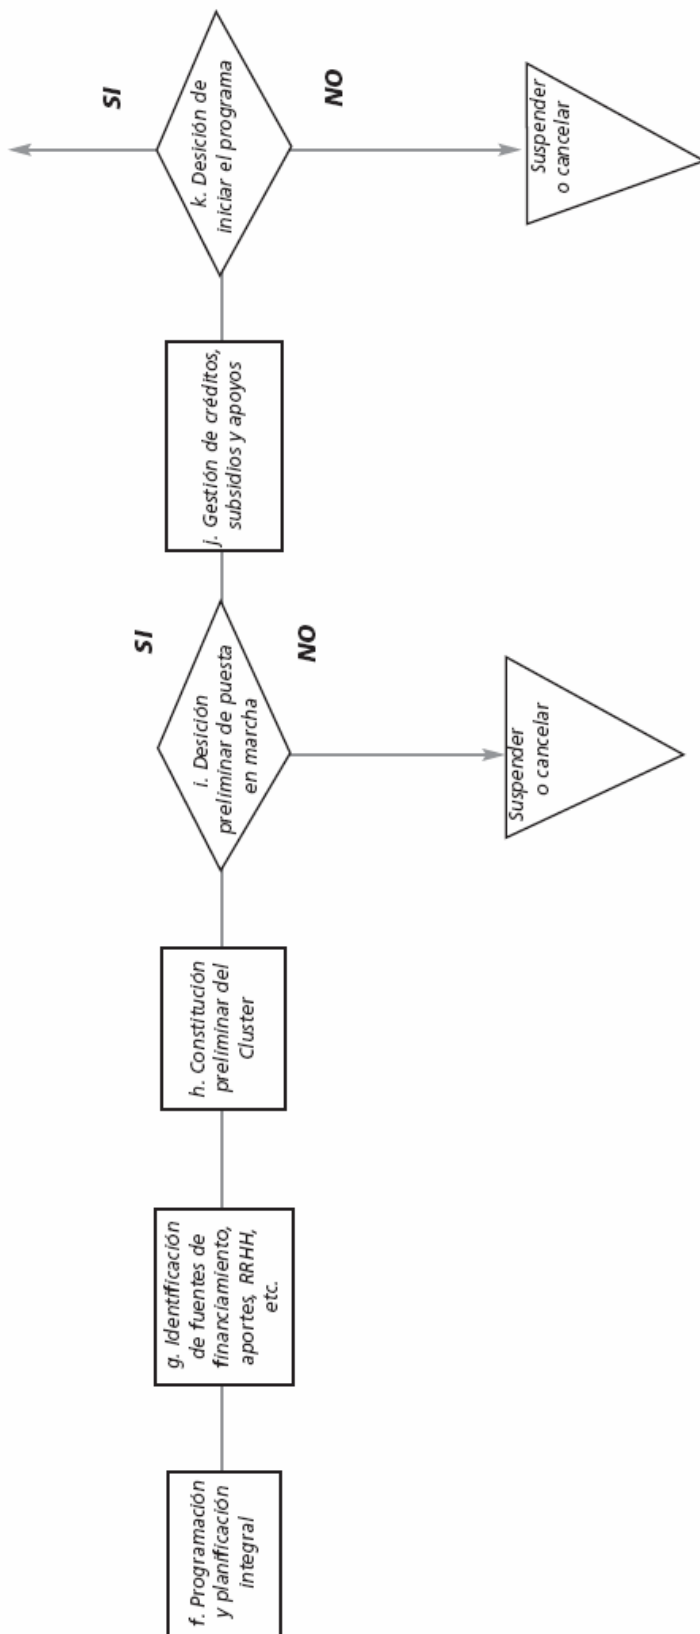 f. Programación
y planificación
integral
g. Identificación
de fuentes de
financiamiento,
aportes, RRHH,
etc.
h. Constitución
preliminar del
Cluster
i. Desición
preliminar de puesta
en marcha
SI
NO
Suspender
o cancelar
j. Gestión de créditos,
subsidios y apoyos
k. Desición de
iniciar el programa
SI
NO
Suspender
o cancelar